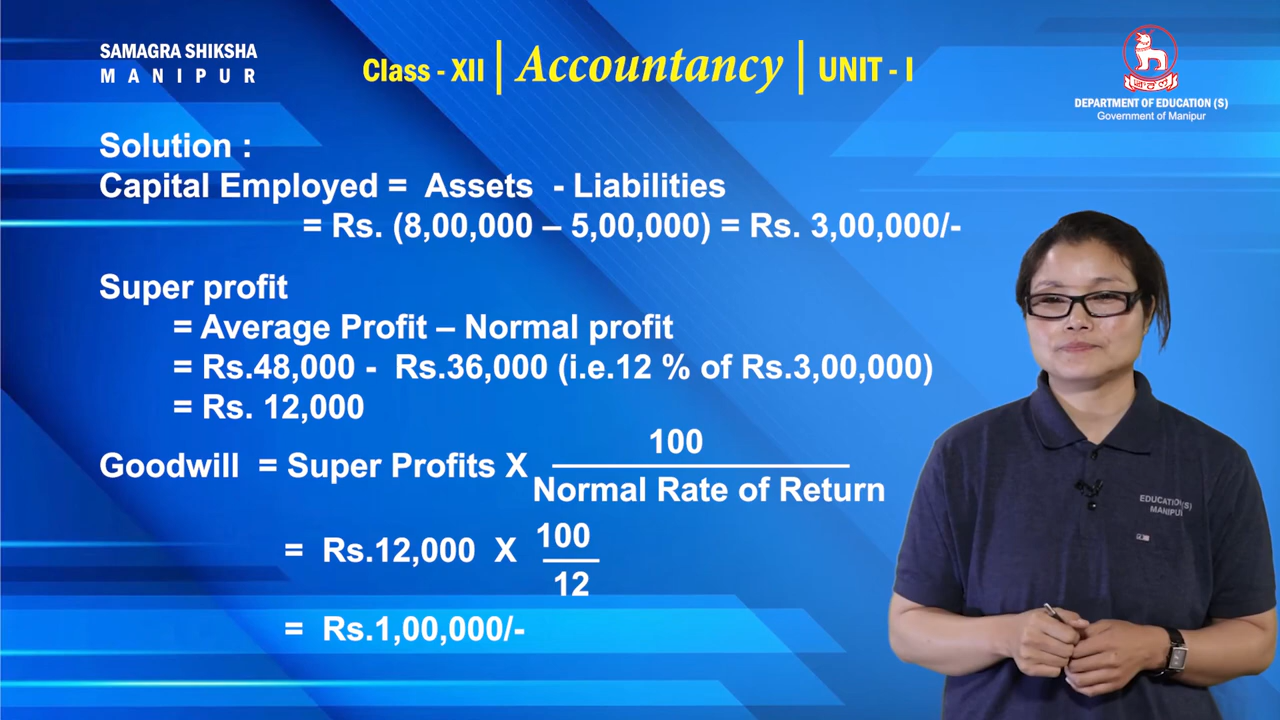 SAMAGRA SHIKSHA
MANIPUR
Class - XII | Accountancy | UNIT - I
DEPARTMENT OF EDUCATION (S)
Government of Manipur
Solution :
Capital Employed = Assets - Liabilities
= Rs. (8,00,000 – 5,00,000) = Rs. 3,00,000/-
Super profit
= Average Profit – Normal profit
= Rs.48,000 - Rs.36,000 (i.e.12 % of Rs.3,00,000)
= Rs. 12,000
100
Goodwill = Super Profits X
Normal Rate of Return
100
= Rs.12,000 X
12
= Rs.1,00,000/-
EDUCATION(S)
MANIPUR